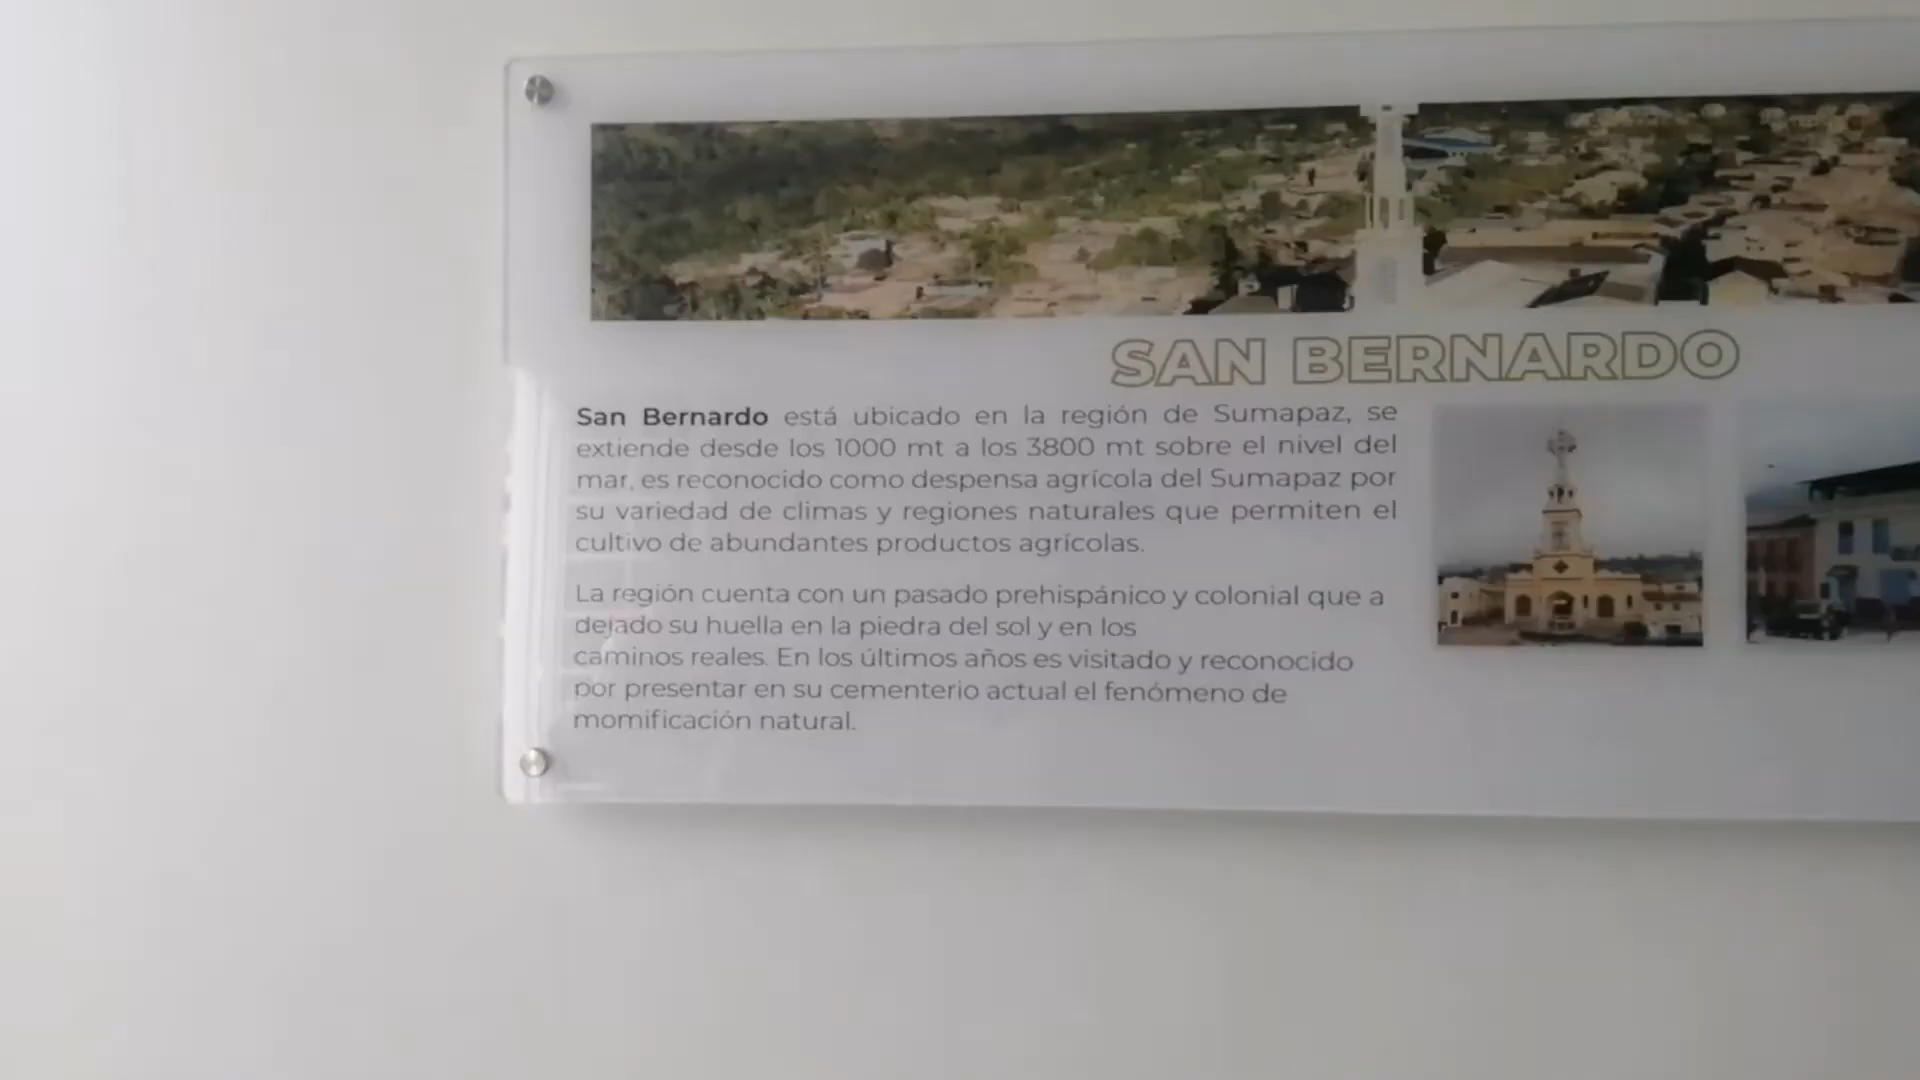 SAN BERNARDO
San Bernardo está ubicado en la región de Sumapaz, se
extiende desde los 1000 mt a los 3800 mt sobre el nivel del
mar, es reconocido como despensa agrícola del Sumapaz por
su variedad de climas y regiones naturales que permiten el
cultivo de abundantes productos agrícolas.
La región cuenta con un pasado prehispánico y colonial que a
dejado su huella en la piedra del sol y en los
caminos reales. En los últimos años es visitado y reconocido
por presentar en su cementerio actual el fenómeno de
momificación natural.